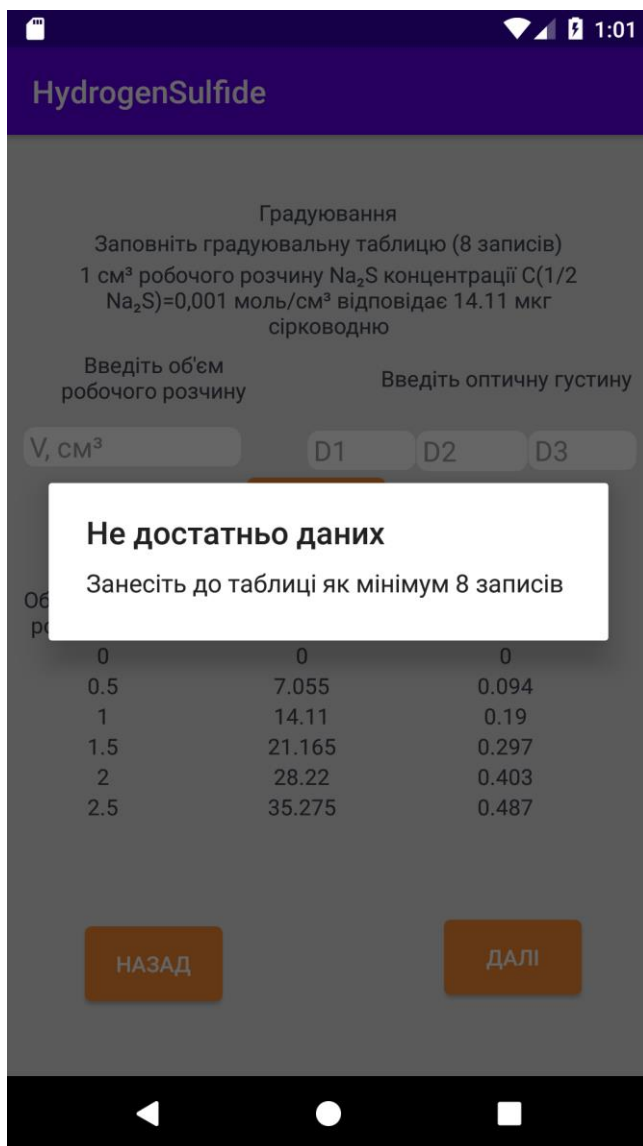 1:01
HydrogenSulfide
Градуювання
Заповніть градуювальну таблицю (8 записів)
1 см³ робочого розчину Na₂S концентрації C(1/2
Na₂S)=0,001 моль/см³ відповідає 14.11 мкг
сірководню
Введіть об'єм
робочого розчину
Введіть оптичну густину
V, см³ D1 D2 D3
Не достатньо даних
Занесіть до таблиці як мінімум 8 записів
0 0 0
0.5 7.055 0.094
1 14.11 0.19
1.5 21.165 0.297
2 28.22 0.403
2.5 35.275 0.487
НАЗАД ДАЛІ